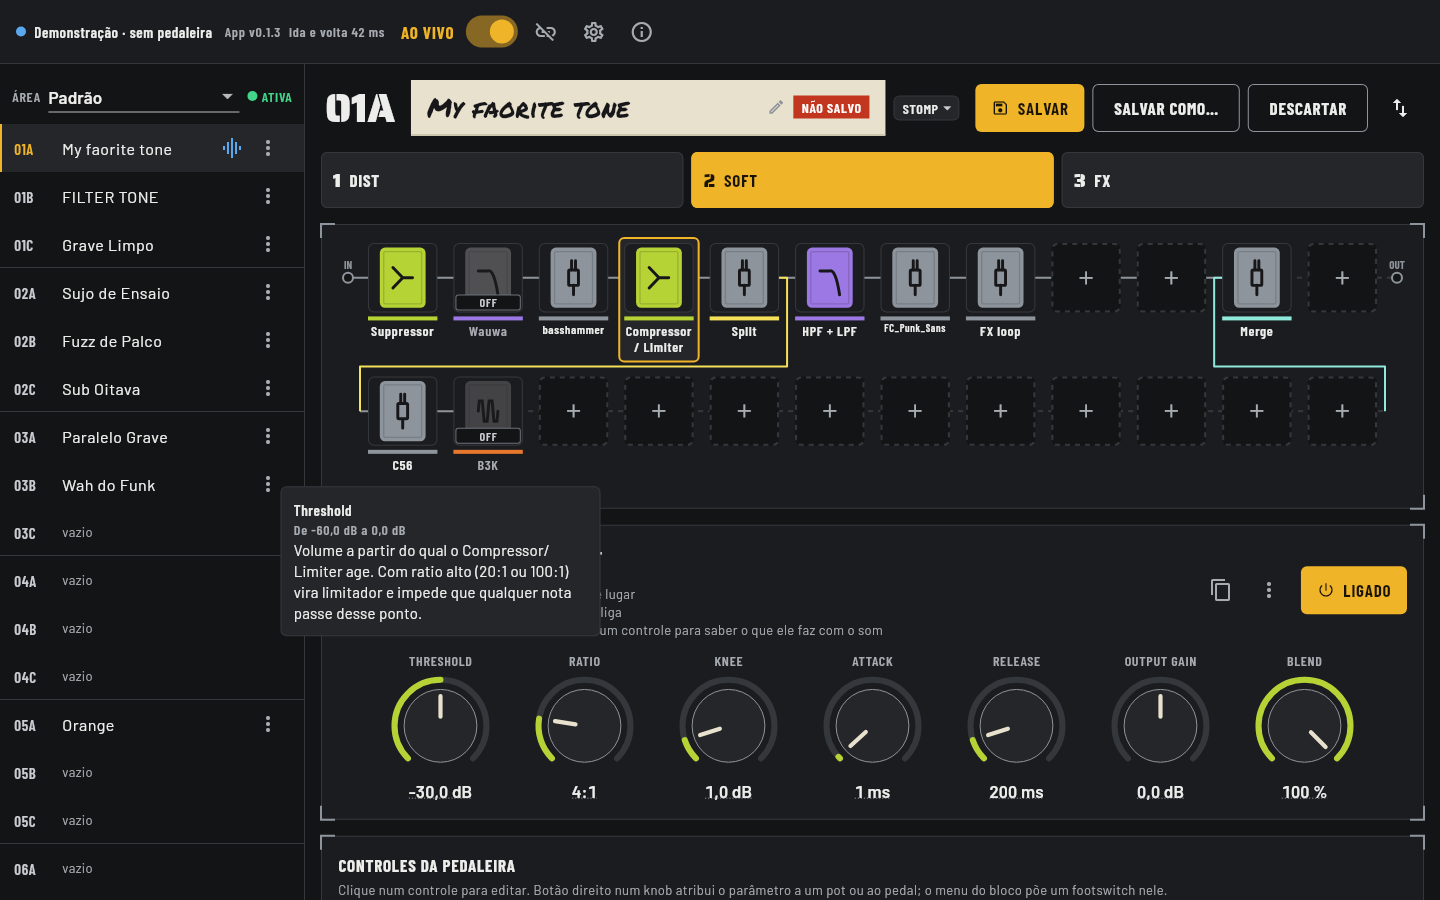 Demonstração · sem pedaleira App v0.1.3 Ida e volta 42 ms AO VIVO
ÁREA Padrão ATIVA
01A My faorite tone
01B FILTER TONE
01C Grave Limpo
02A Sujo de Ensaio
02B Fuzz de Palco
02C Sub Oitava
03A Paralelo Grave
03B Wah do Funk
03C vazio
04A vazio
04B vazio
04C vazio
05A Orange
05B vazio
05C vazio
06A vazio
01A My faorite tone NÃO SALVO STOMP SALVAR SALVAR COMO... DESCARTAR
1 DIST 2 SOFT 3 FX
IN OUT
OFF
Suppressor Wauwa basshammer Compressor / Limiter Split HPF + LPF FC_Punk_Sans FX loop Merge
OFF
C56 B3K
Threshold
De -60,0 dB a 0,0 dB
Volume a partir do qual o Compressor/
Limiter age. Com ratio alto (20:1 ou 100:1)
vira limitador e impede que qualquer nota
passe desse ponto.
lugar
liga
um controle para saber o que ele faz com o som
LIGADO
THRESHOLD RATIO KNEE ATTACK RELEASE OUTPUT GAIN BLEND
-30,0 dB 4:1 1,0 dB 1 ms 200 ms 0,0 dB 100 %
CONTROLES DA PEDALEIRA
Clique num controle para editar. Botão direito num knob atribui o parâmetro a um pot ou ao pedal; o menu do bloco põe um footswitch nele.